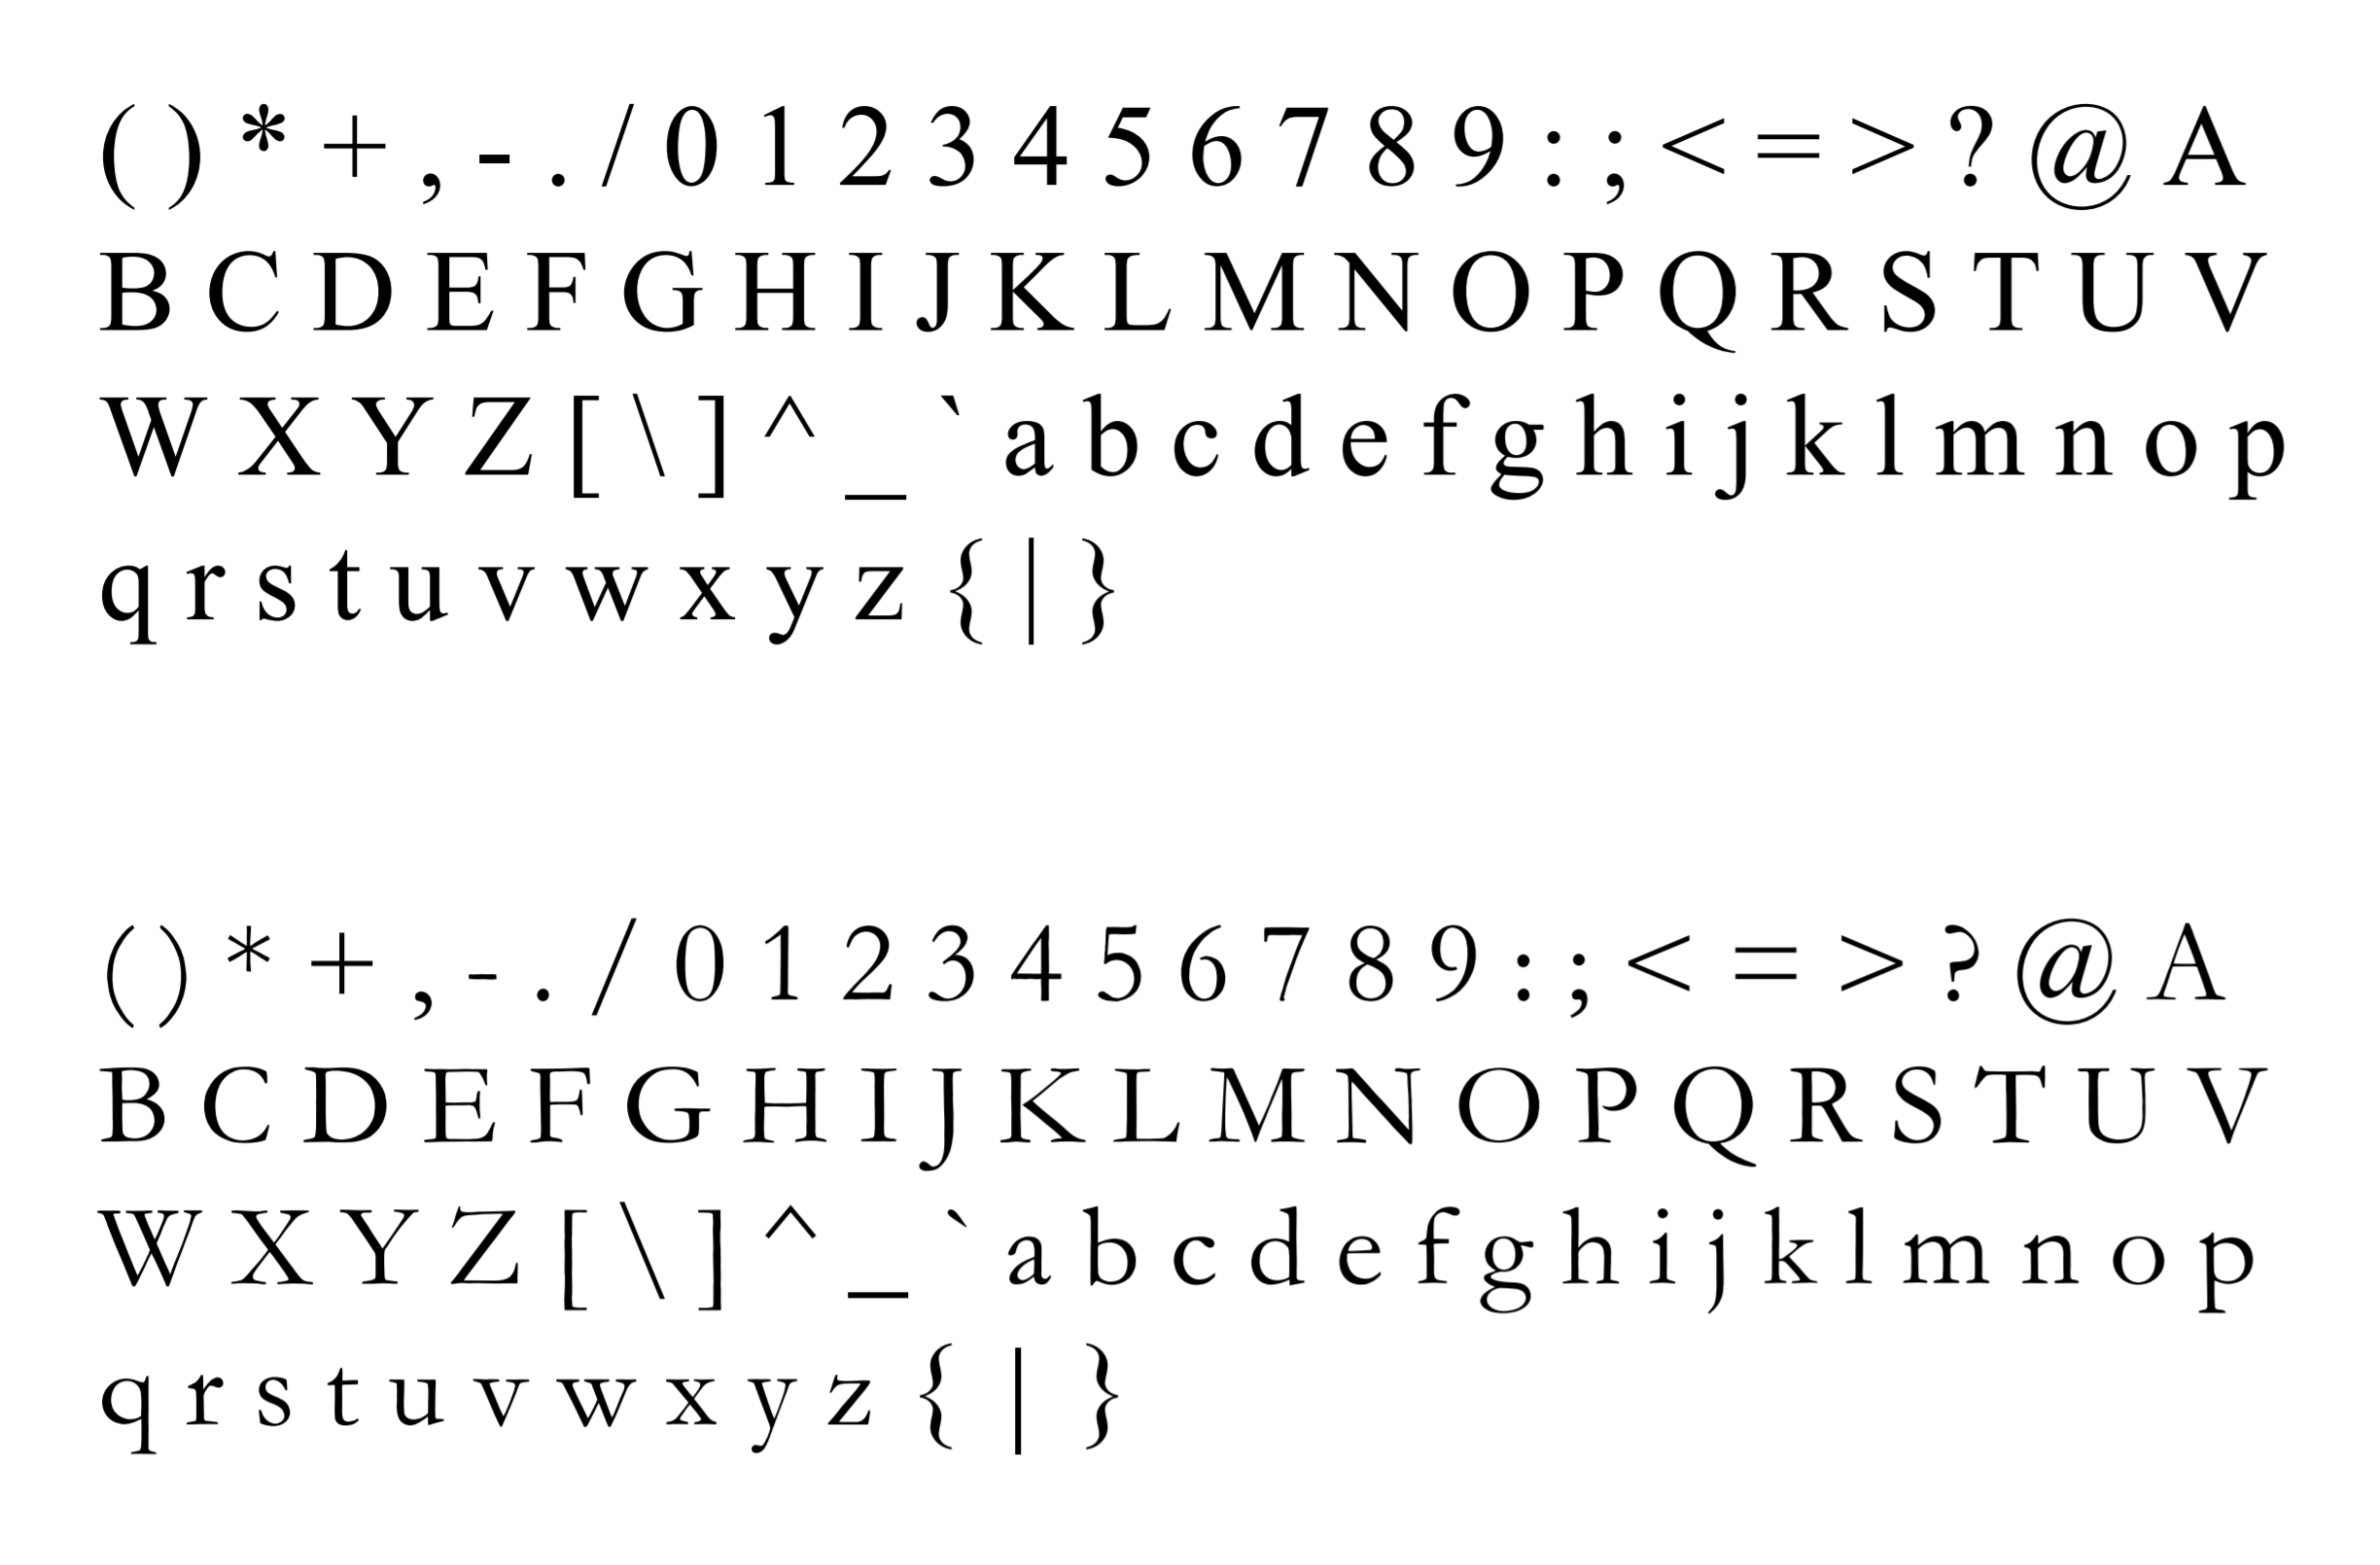 ( ) * + , - . / 0 1 2 3 4 5 6 7 8 9 : ; < = > ? @ A
B C D E F G H I J K L M N O P Q R S T U V
W X Y Z [ \ ] ^ _ ` a b c d e f g h i j k l m n o p
q r s t u v w x y z { | }
( ) * + , - . / 0 1 2 3 4 5 6 7 8 9 : ; < = > ? @ A
B C D E F G H I J K L M N O P Q R S T U V
W X Y Z [ \ ] ^ _ ` a b c d e f g h i j k l m n o p
q r s t u v w x y z { | }